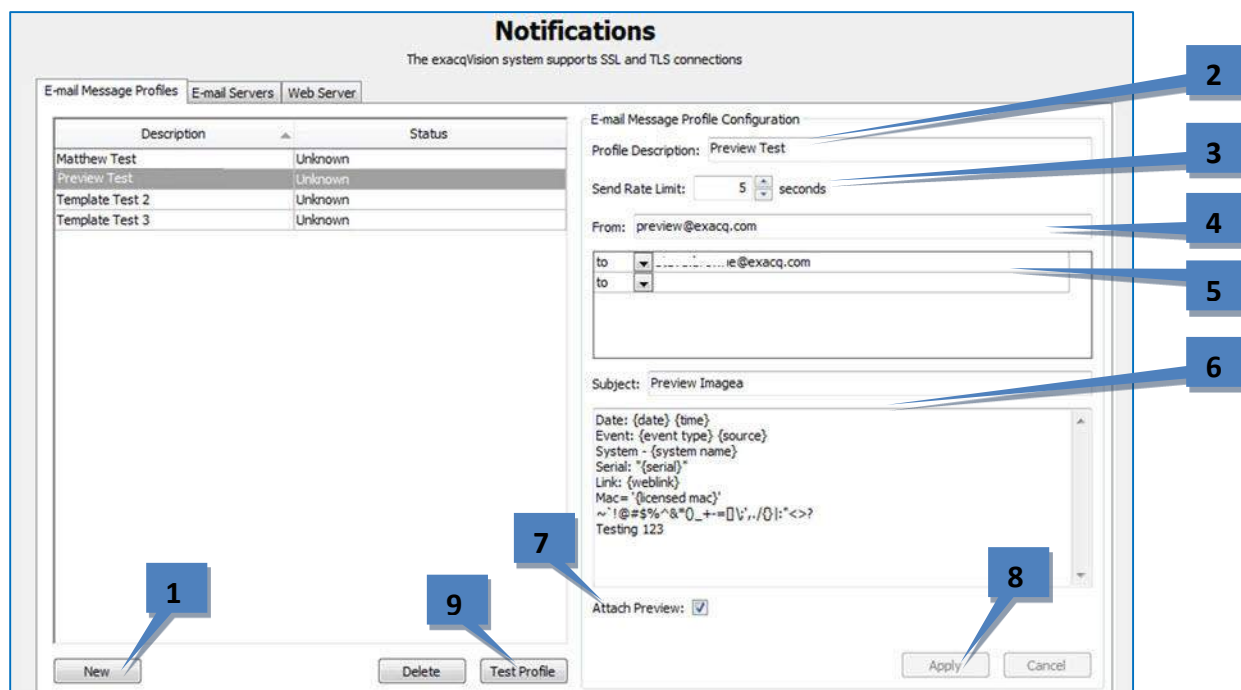 Notifications
The exacqVision system supports SSL and TLS connections
2
E-mail Message Profiles E-mail Servers Web Server
Description Status
Matthew Test Unknown
Preview Test Unknown
Template Test 2 Unknown
Template Test 3 Unknown
E-mail Message Profile Configuration
Profile Description: Preview Test
3
Send Rate Limit: 5 seconds
4
From: preview@exacq.com
to e@exacq.com
5
to
6
Subject: Preview Imagea
Date: {date} {time}
Event: {event type} {source}
System - {system name}
Serial: "{serial}"
Link: {weblink}
Mac= '{licensed mac}'
~`!@#$%^&*()_+-=[]\;',./{}|:"<>?
Testing 123
7
8
1
9
Attach Preview:
New Delete Test Profile Apply Cancel